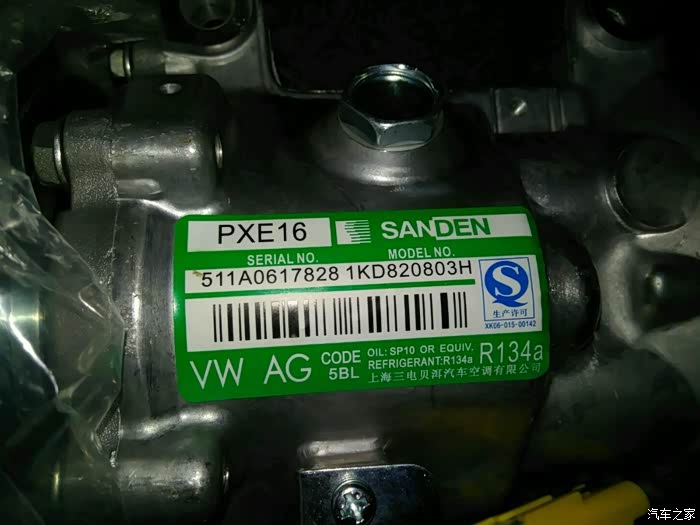 PXE16 SANDEN
SERIAL NO. MODEL NO.
511A0617828 1KD820803H
生产许可
XK06-015-00142
VW AG CODE 5BL
OIL: SP10 OR EQUIV.
REFRIGERANT:R134a R134a
上海三电贝洱汽车空调有限公司
汽车之家